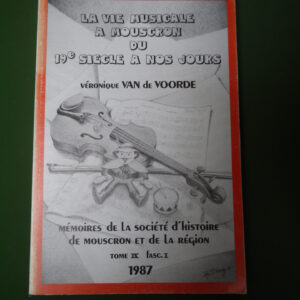 LA VIE MUSICALE
A MOUSCRON
DU
19e SIECLE A NOS JOURS
VÉRONIQUE VAN de VOORDE
MÉMOIRES DE LA SOCIÉTÉ D'HISTOIRE
DE MOUSCRON ET DE LA RÉGION
TOME IX FASC. I
1987